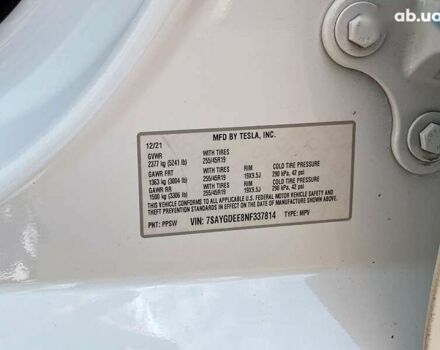 ab.ua
MFD BY TESLA, INC.
12/21
GVWR WITH TIRES
2377 kg (5241 lb) 255/45R19
GAWR FRT WITH TIRES RIM COLD TIRE PRESSURE
1363 kg (3004 lb) 255/45R19 19X9.5J 290 kPa, 42 psi
GAWR RR WITH TIRES RIM COLD TIRE PRESSURE
1500 kg (3306 lb) 255/45R19 19X9.5J 290 kPa, 42 psi
THIS VEHICLE CONFORMS TO ALL APPLICABLE U.S. FEDERAL MOTOR VEHICLE SAFETY AND
THEFT PREVENTION STANDARDS IN EFFECT ON THE DATE OF MANUFACTURE SHOWN ABOVE.
PNT: PPSW VIN: 7SAYGDEE8NF337814 TYPE: MPV